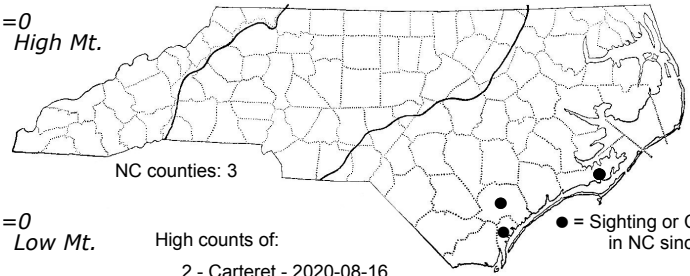 =0
High Mt.
NC counties: 3
=0
Low Mt.
High counts of:
2 - Carteret - 2020-08-16
● = Sighting or
in NC